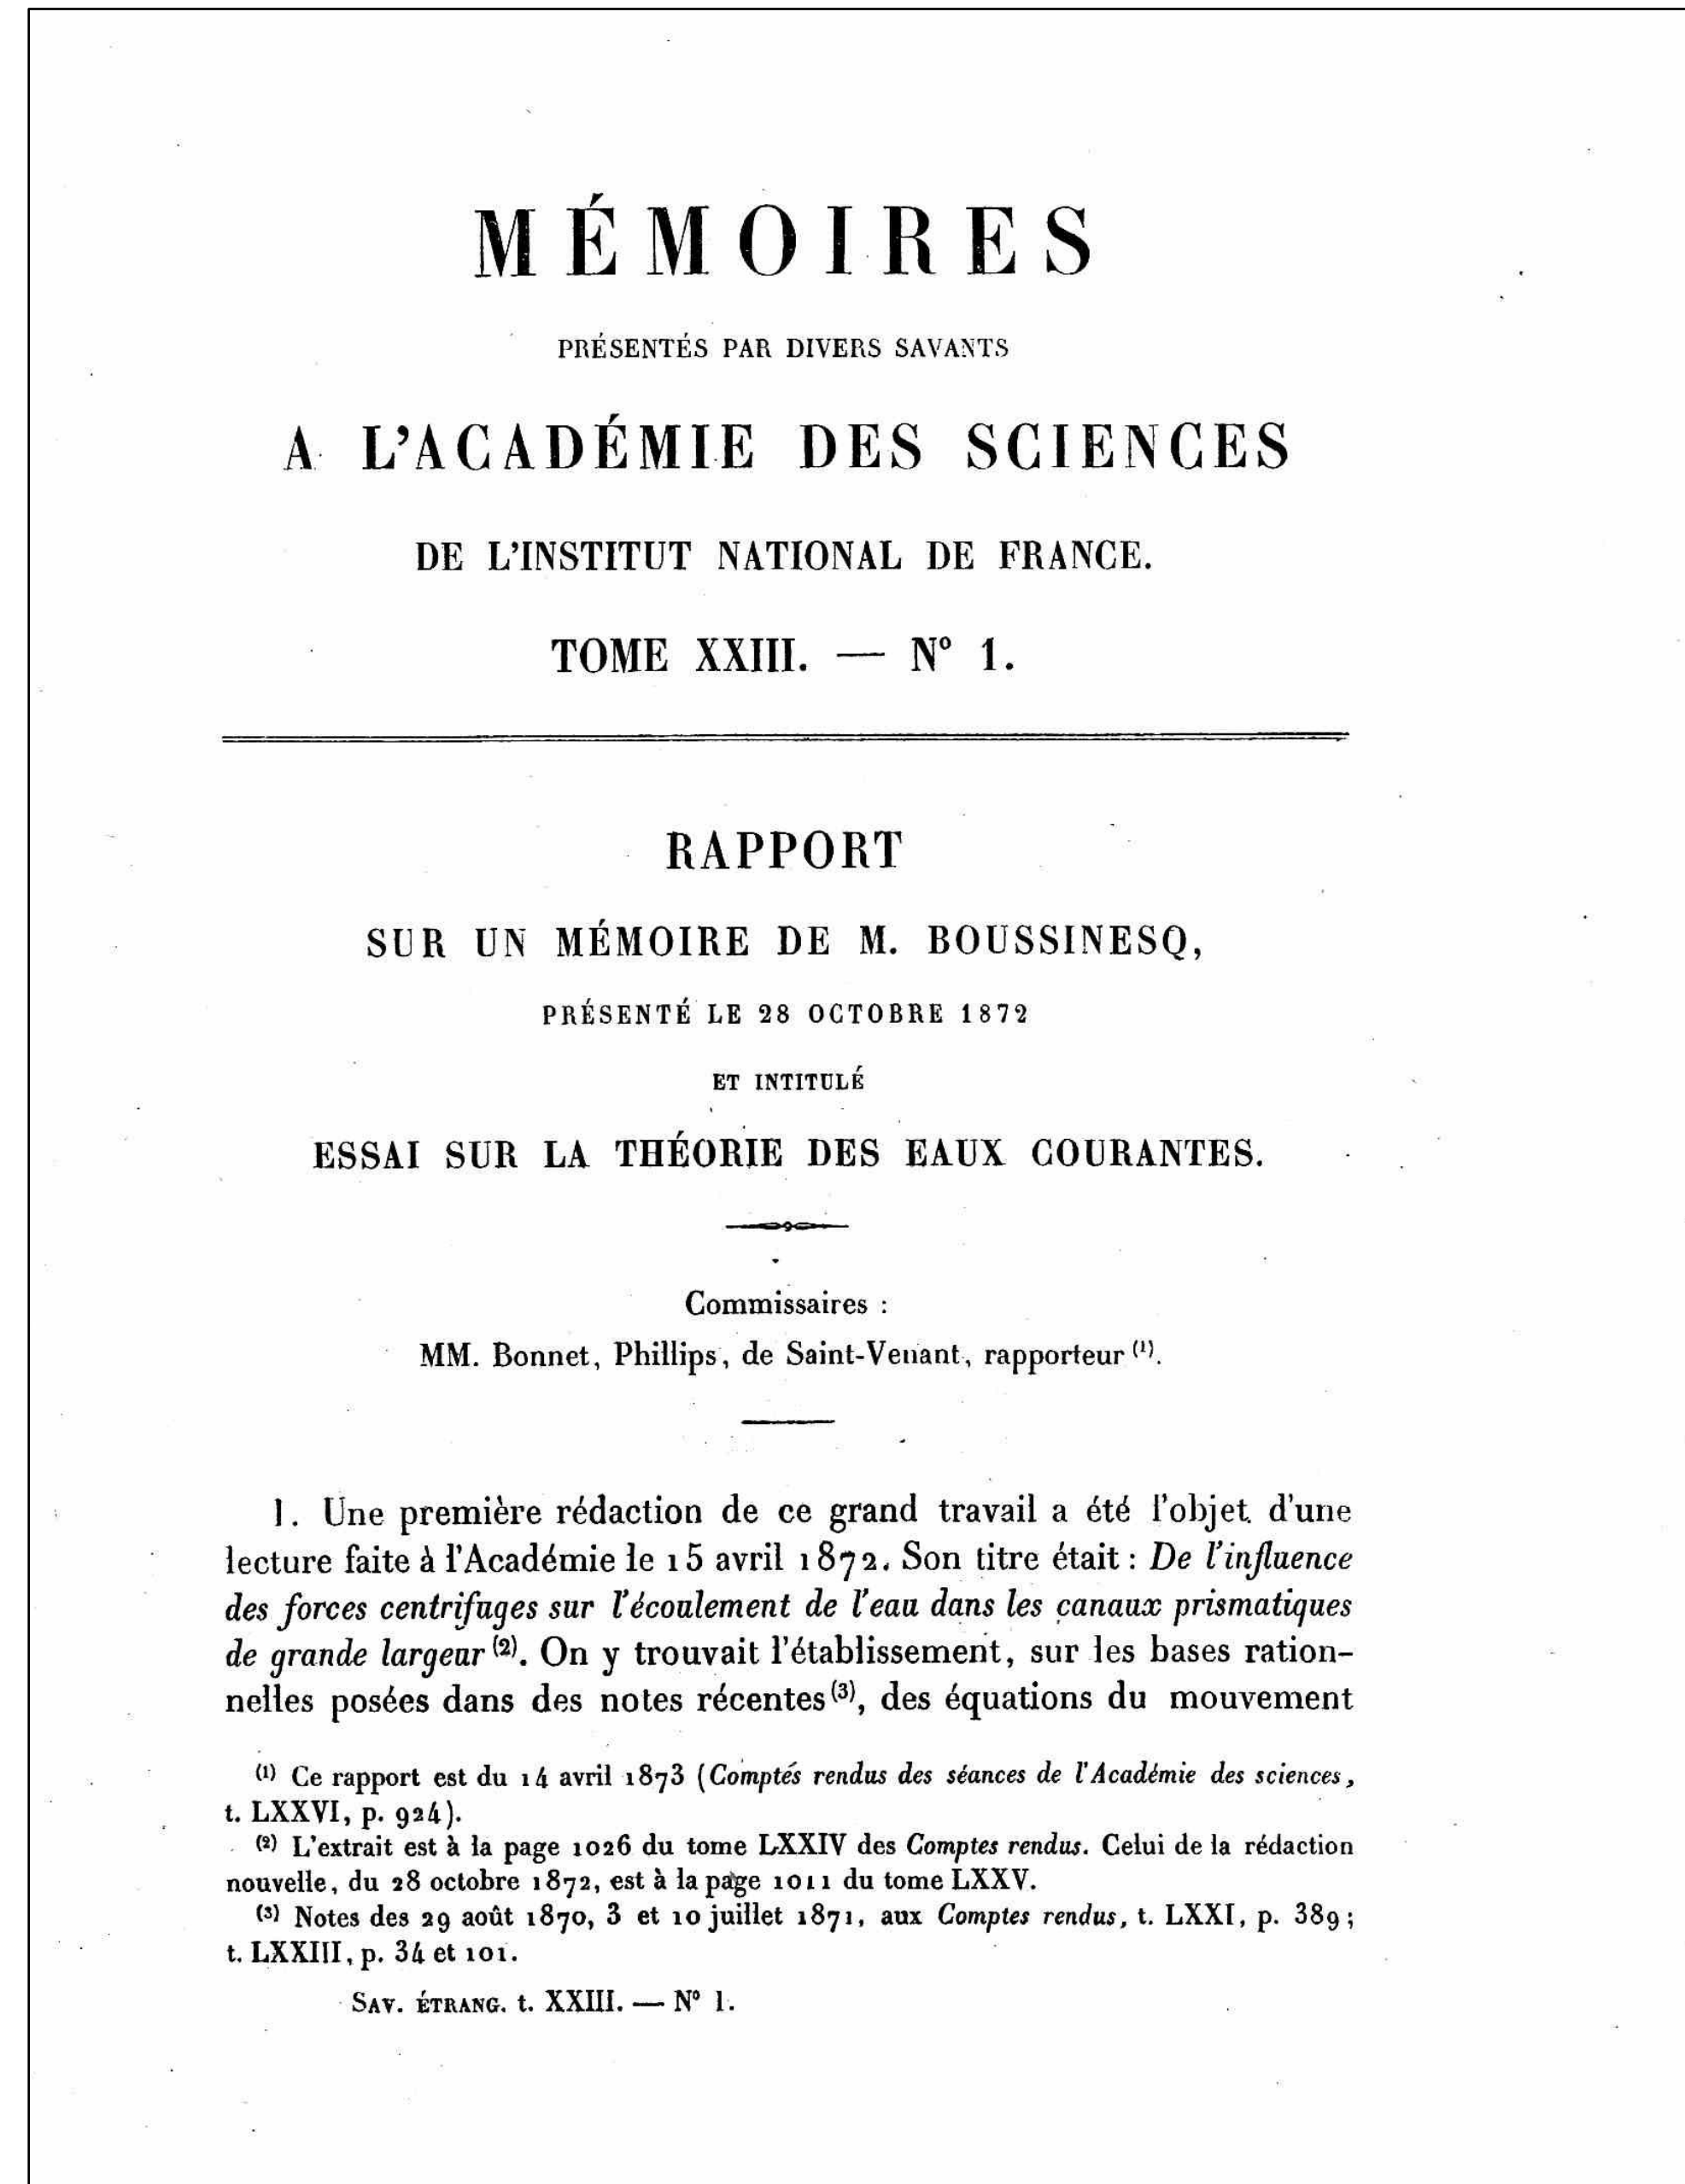 MÉMOIRES
PRÉSENTÉS PAR DIVERS SAVANTS
A L'ACADÉMIE DES SCIENCES
DE L'INSTITUT NATIONAL DE FRANCE.
TOME XXIII. — Nº 1.
RAPPORT
SUR UN MÉMOIRE DE M. BOUSSINESQ,
PRÉSENTÉ LE 28 OCTOBRE 1872
ET INTITULÉ
ESSAI SUR LA THÉORIE DES EAUX COURANTES.
Commissaires :
MM. Bonnet, Phillips, de Saint-Venant, rapporteur (1).
1. Une première rédaction de ce grand travail a été l'objet d'une
lecture faite à l'Académie le 15 avril 1872. Son titre était : De l'influence
des forces centrifuges sur l'écoulement de l'eau dans les canaux prismatiques
de grande largeur (2). On y trouvait l'établissement, sur les bases ration-
nelles posées dans des notes récentes (3), des équations du mouvement
(1) Ce rapport est du 14 avril 1873 (Comptés rendus des séances de l'Académie des sciences,
t. LXXVI, p. 924).
(2) L'extrait est à la page 1026 du tome LXXIV des Comptes rendus. Celui de la rédaction
nouvelle, du 28 octobre 1872, est à la page 1011 du tome LXXV.
(3) Notes des 29 août 1870, 3 et 10 juillet 1871, aux Comptes rendus, t. LXXI, p. 389;
t. LXXIII, p. 34 et 101.
SAV. ÉTRANG. t. XXIII. — Nº 1.